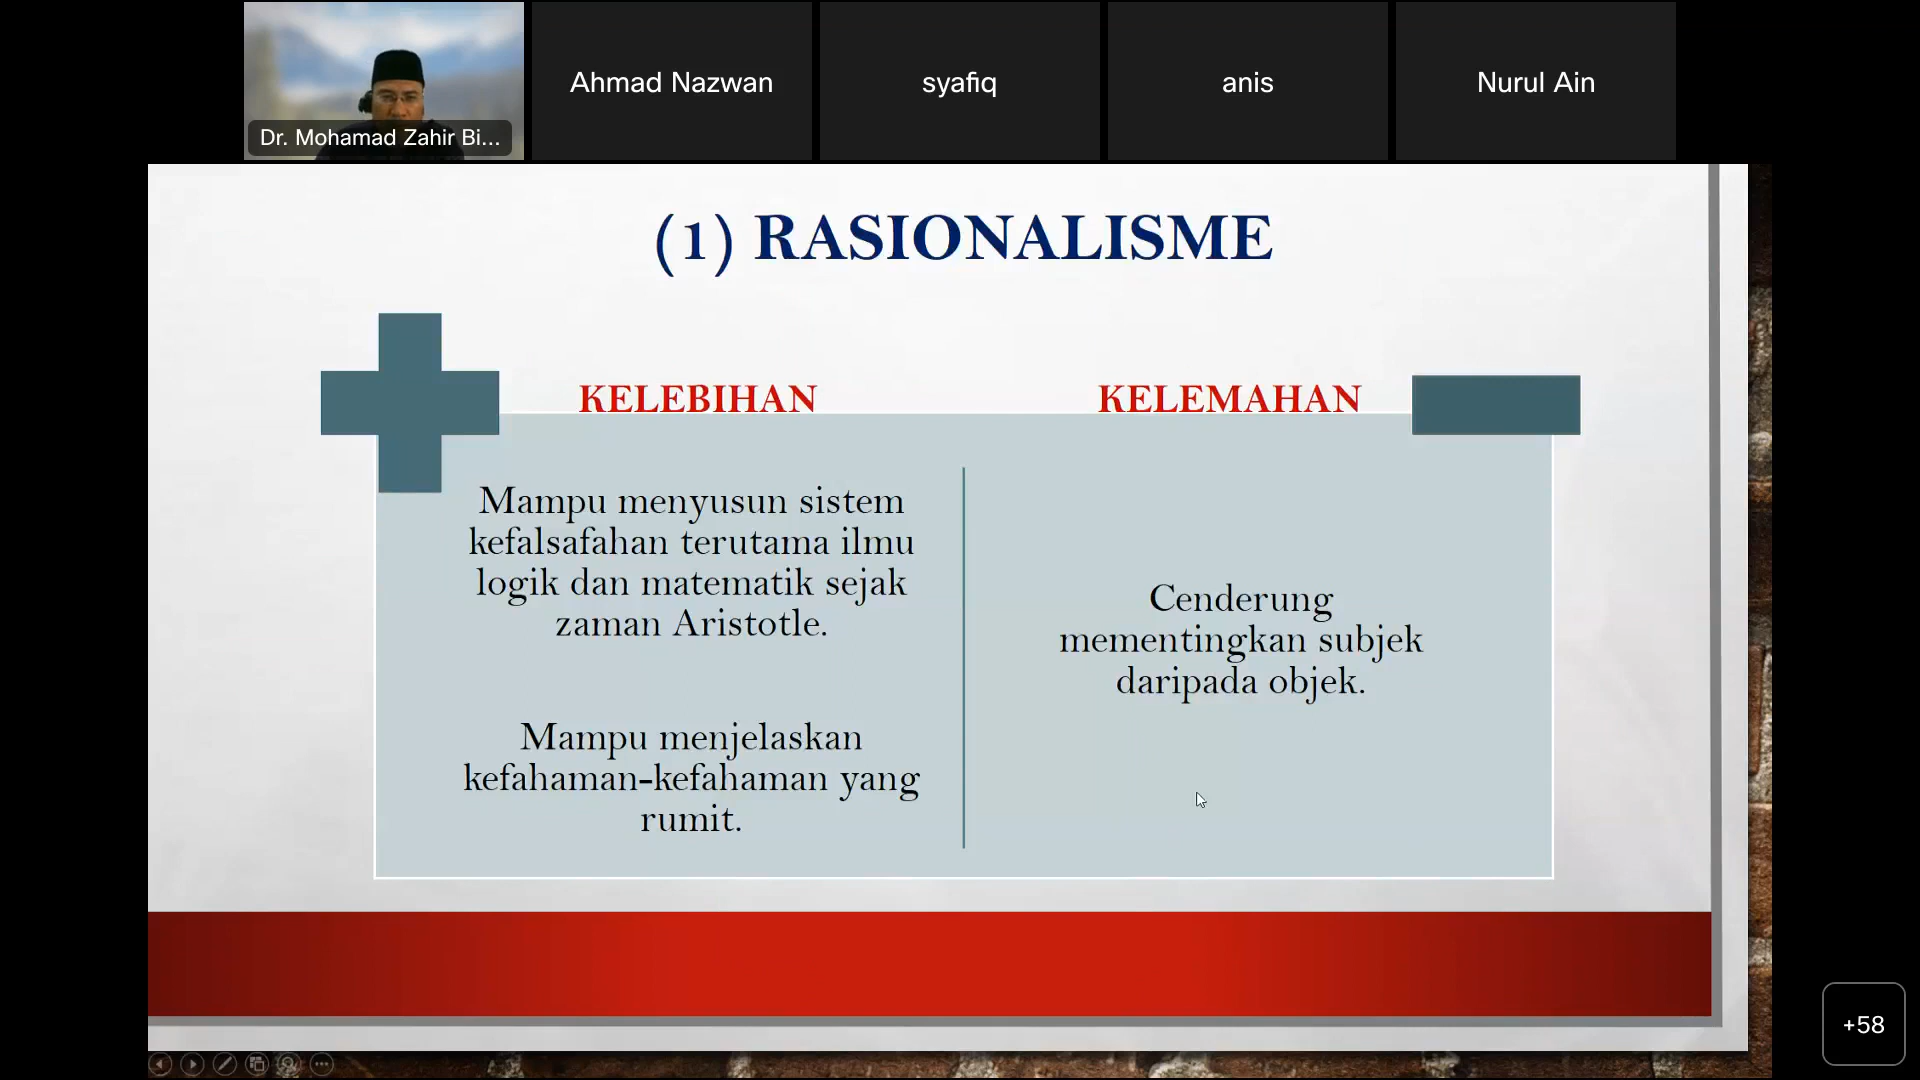 Dr. Mohamad Zahir Bi...
Ahmad Nazwan
syafiq
anis
Nurul Ain
(1) RASIONALISME
KELEBIHAN
KELEMAHAN
Mampu menyusun sistem
kefalsafahan terutama ilmu
logik dan matematik sejak
zaman Aristotle.
Mampu menjelaskan
kefahaman-kefahaman yang
rumit.
Cenderung
mementingkan subjek
daripada objek.
+58